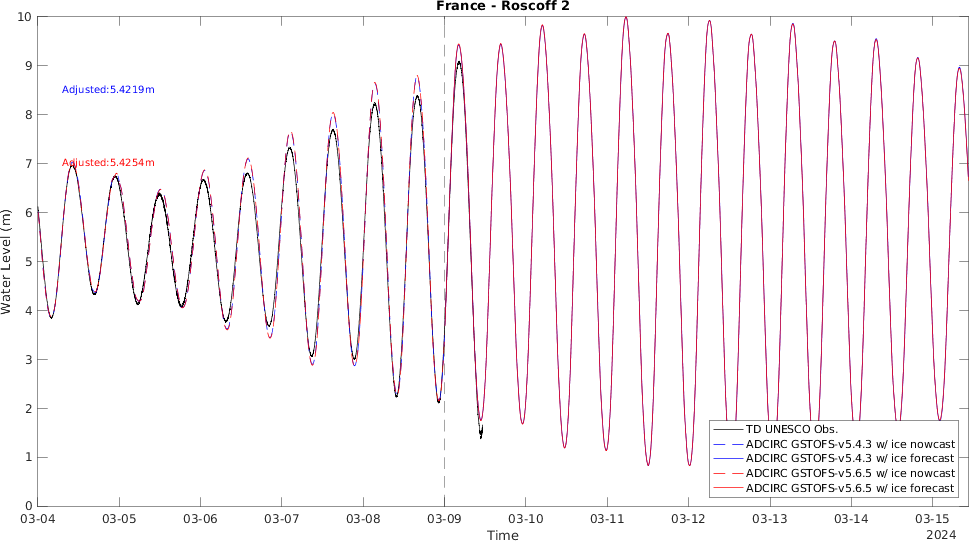 France - Roscoff 2
Water Level (m)
10
9
8
7
6
5
4
3
2
1
0
Adjusted:5.4219m
Adjusted:5.4254m
TD UNESCO Obs.
ADCIRC GSTOFS-v5.4.3 w/ ice nowcast
ADCIRC GSTOFS-v5.4.3 w/ ice forecast
ADCIRC GSTOFS-v5.6.5 w/ ice nowcast
ADCIRC GSTOFS-v5.6.5 w/ ice forecast
03-04 03-05 03-06 03-07 03-08 03-09 03-10 03-11 03-12 03-13 03-14 03-15
Time
2024